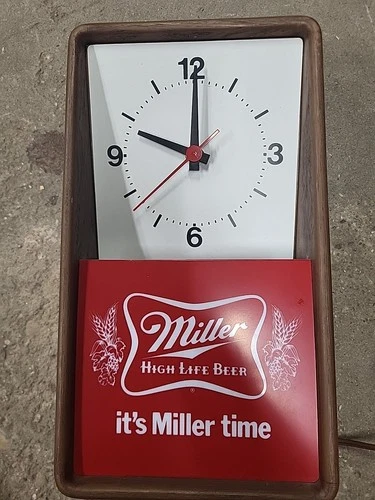 12
9 3
6
Miller
HIGH LIFE BEER
®
it's Miller time